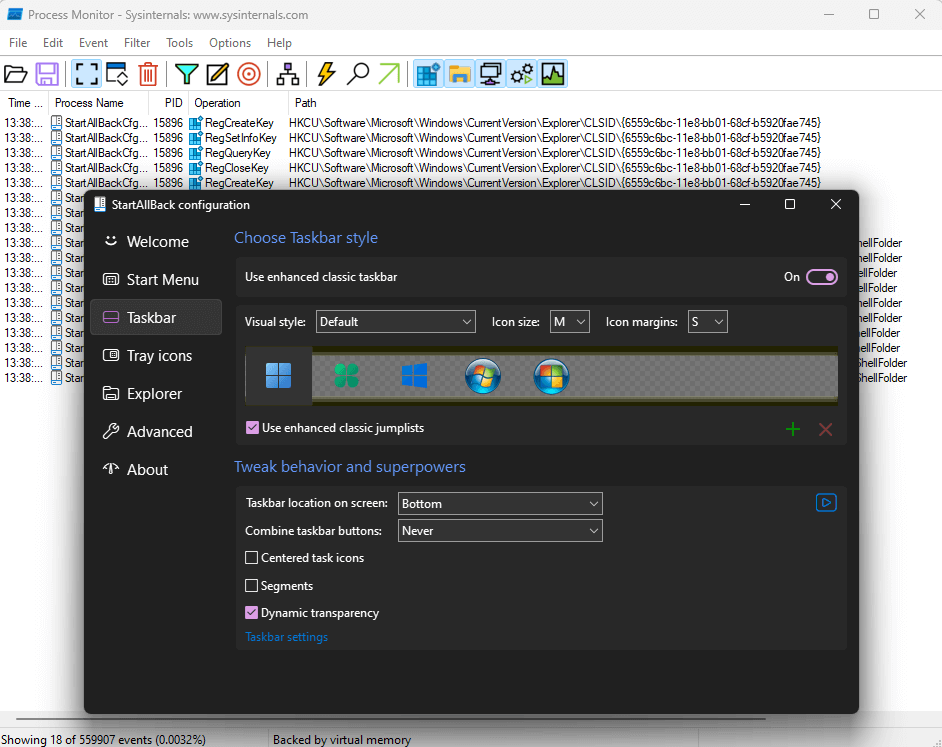 Process Monitor - Sysinternals: www.sysinternals.com
File Edit Event Filter Tools Options Help
Time ... Process Name PID Operation Path
13:38:... StartAllBackCfg... 15896 RegCreateKey HKCU\Software\Microsoft\Windows\CurrentVersion\Explorer\CLSID\{6559c6bc-11e8-bb01-68cf-b5920fae745}
13:38:... StartAllBackCfg... 15896 RegSetInfoKey HKCU\Software\Microsoft\Windows\CurrentVersion\Explorer\CLSID\{6559c6bc-11e8-bb01-68cf-b5920fae745}
13:38:... StartAllBackCfg... 15896 RegQueryKey HKCU\Software\Microsoft\Windows\CurrentVersion\Explorer\CLSID\{6559c6bc-11e8-bb01-68cf-b5920fae745}
13:38:... StartAllBackCfg... 15896 RegCloseKey HKCU\Software\Microsoft\Windows\CurrentVersion\Explorer\CLSID\{6559c6bc-11e8-bb01-68cf-b5920fae745}
13:38:... StartAllBackCfg... 15896 RegCreateKey HKCU\Software\Microsoft\Windows\CurrentVersion\Explorer\CLSID\{6559c6bc-11e8-bb01-68cf-b5920fae745}
13:38:... Star
13:38:... Star
13:38:... Star
13:38:... Star hellFolder
13:38:... Star hellFolder
13:38:... Star ellFolder
13:38:... Star ellFolder
13:38:... Star hellFolder
13:38:... Star hellFolder
13:38:... Star hellFolder
13:38:... Star ellFolder
13:38:... Star ShellFolder
13:38:... Star ShellFolder
StartAllBack configuration
Welcome
Start Menu
Taskbar
Tray icons
Explorer
Advanced
About
Choose Taskbar style
Use enhanced classic taskbar On
Visual style: Default Icon size: M Icon margins: S
Use enhanced classic jumplists
Tweak behavior and superpowers
Taskbar location on screen: Bottom
Combine taskbar buttons: Never
Centered task icons
Segments
Dynamic transparency
Taskbar settings
Showing 18 of 559907 events (0.0032%) Backed by virtual memory